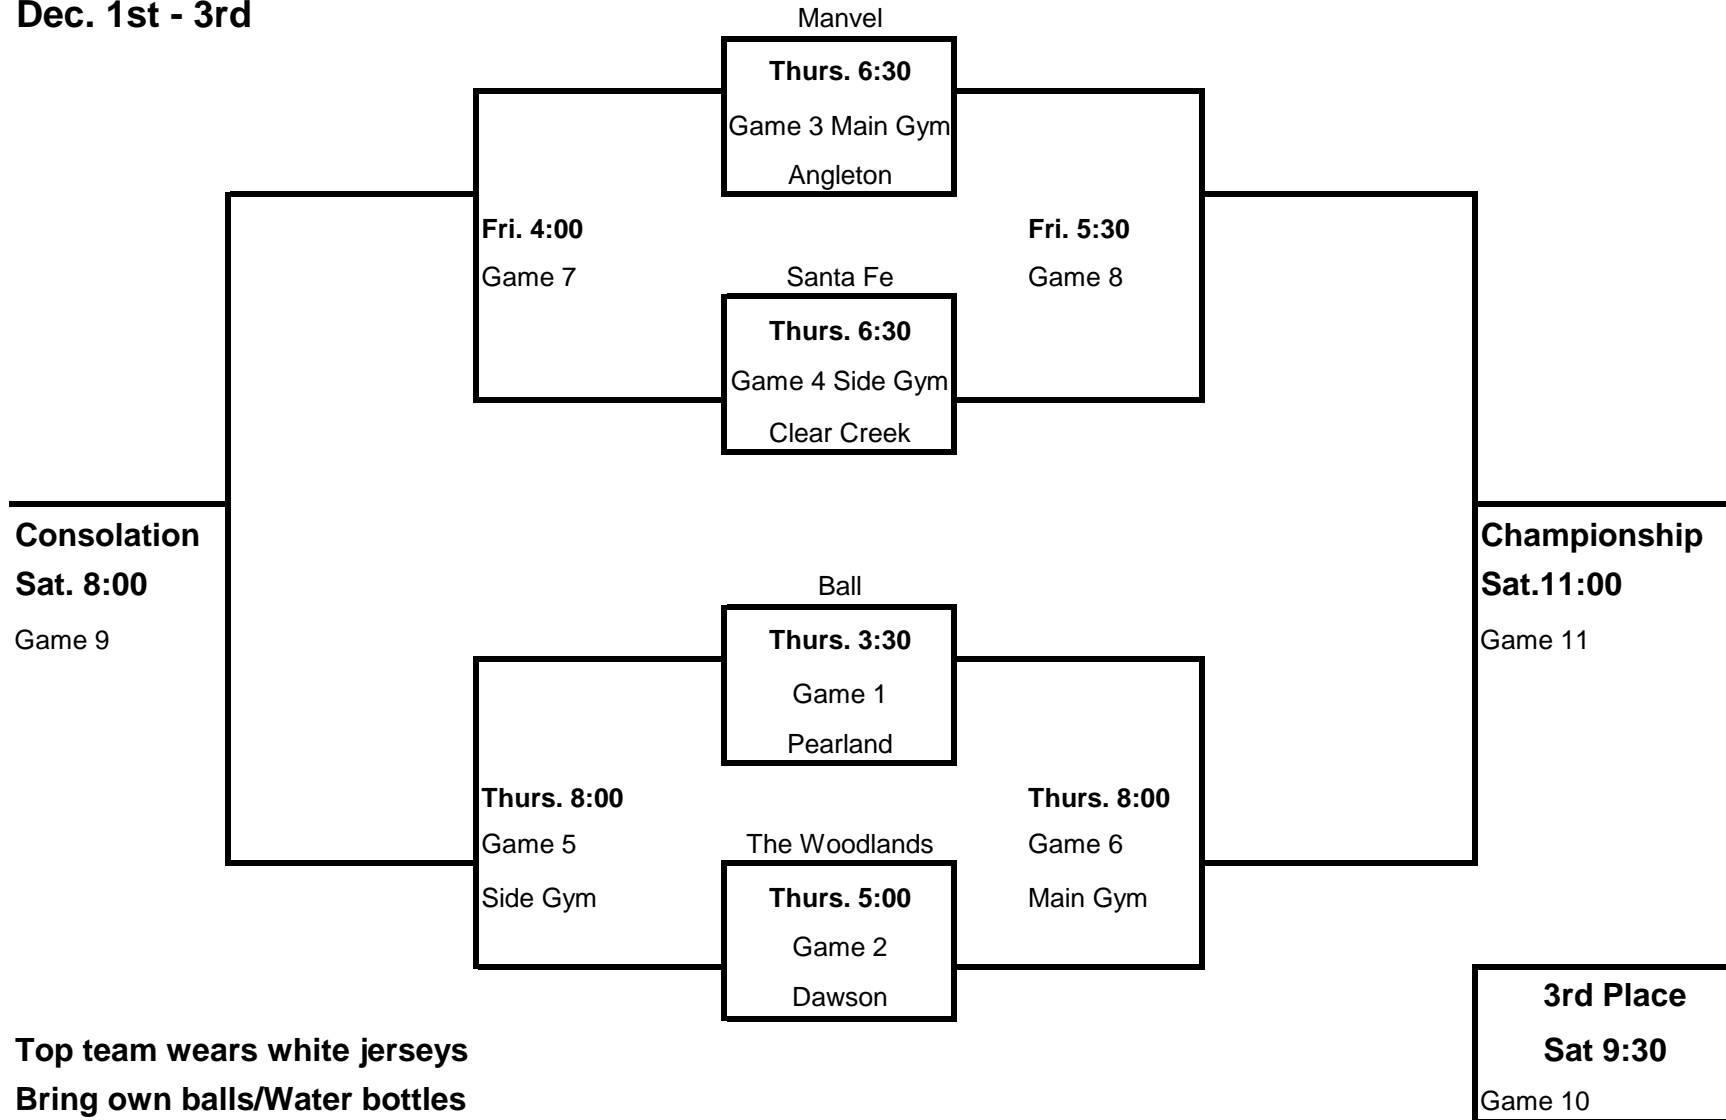 Dec. 1st - 3rd
Manvel
Thurs. 6:30
Game 3 Main Gym
Angleton
Fri. 4:00
Game 7
Fri. 5:30
Game 8
Santa Fe
Thurs. 6:30
Game 4 Side Gym
Clear Creek
Consolation
Sat. 8:00
Game 9
Championship
Sat.11:00
Game 11
Ball
Thurs. 3:30
Game 1
Pearland
Thurs. 8:00
Game 5
Side Gym
Thurs. 8:00
Game 6
Main Gym
The Woodlands
Thurs. 5:00
Game 2
Dawson
3rd Place
Sat 9:30
Game 10
Top team wears white jerseys
Bring own balls/Water bottles